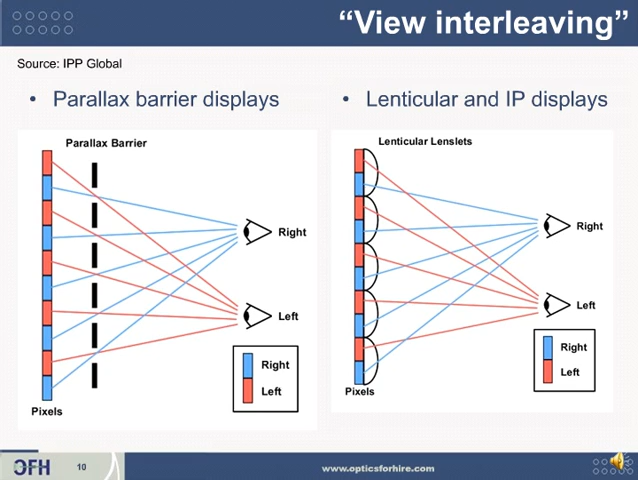 “View interleaving”
Source: IPP Global
• Parallax barrier displays
• Lenticular and IP displays
Parallax Barrier
Right
Left
Right
Left
Pixels
Lenticular Lenslets
Right
Left
Right
Left
Pixels
OFH
10
www.opticsforhire.com